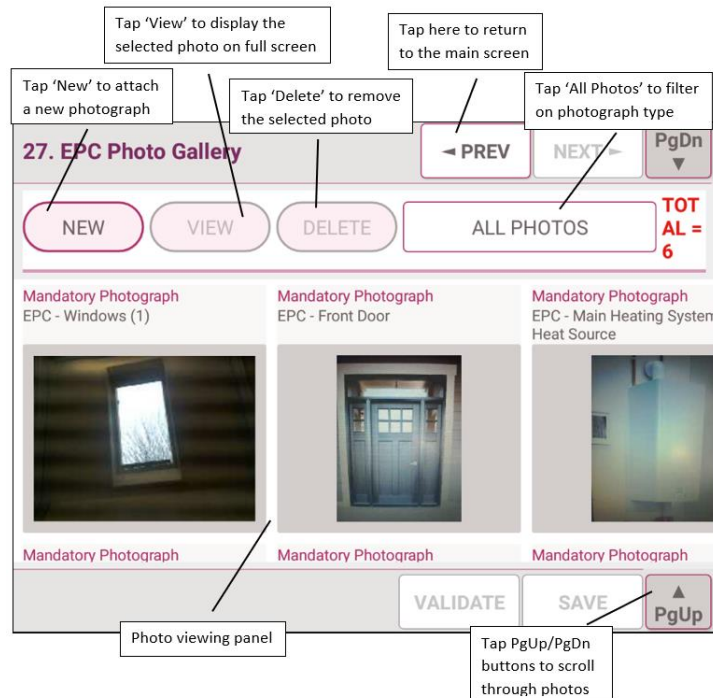 Tap ‘View’ to display the
selected photo on full screen
Tap here to return
to the main screen
Tap ‘New’ to attach
a new photograph
Tap ‘Delete’ to remove
the selected photo
Tap ‘All Photos’ to filter
on photograph type
27. EPC Photo Gallery
◄ PREV
NEXT ►
PgDn
▼
NEW
VIEW
DELETE
ALL PHOTOS
TOT
AL =
6
Mandatory Photograph
EPC - Windows (1)
Mandatory Photograph
EPC - Front Door
Mandatory Photograph
EPC - Main Heating System
Heat Source
Mandatory Photograph
Mandatory Photograph
Mandatory Photograph
VALIDATE
SAVE
▲
PgUp
Photo viewing panel
Tap PgUp/PgDn
buttons to scroll
through photos